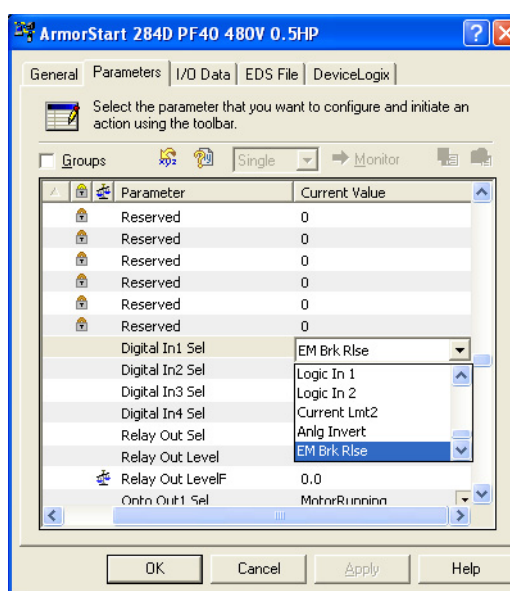 ArmorStart 284D PF40 480V 0.5HP
General Parameters I/O Data EDS File DeviceLogix
Select the parameter that you want to configure and initiate an
action using the toolbar.
Groups Single Monitor
Parameter Current Value
Reserved 0
Reserved 0
Reserved 0
Reserved 0
Reserved 0
Reserved 0
Digital In1 Sel EM Brk Rlse
Digital In2 Sel Logic In 1
Digital In3 Sel Logic In 2
Digital In4 Sel Current Lmt2
Relay Out Sel Anlg Invert
Relay Out Level EM Brk Rlse
Relay Out LevelF 0.0
Opto Out1 Sel MotorRunning
OK Cancel Apply Help